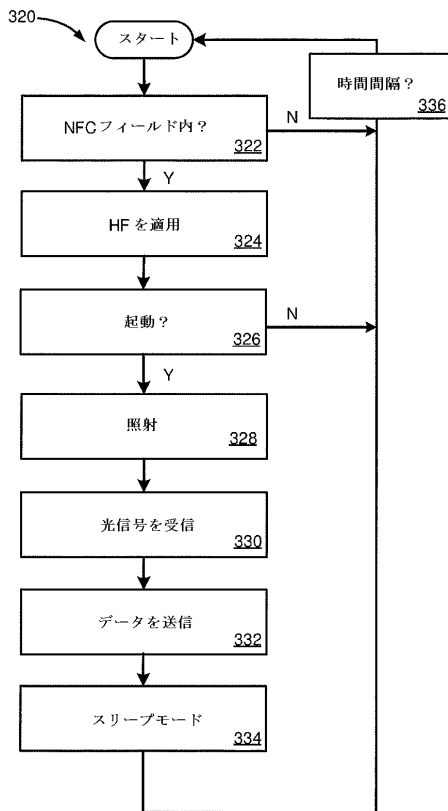 320
スタート
時間間隔？
336
NFCフィールド内？
322
N
Y
HFを適用
324
起動？
326
N
Y
照射
328
光信号を受信
330
データを送信
332
スリープモード
334